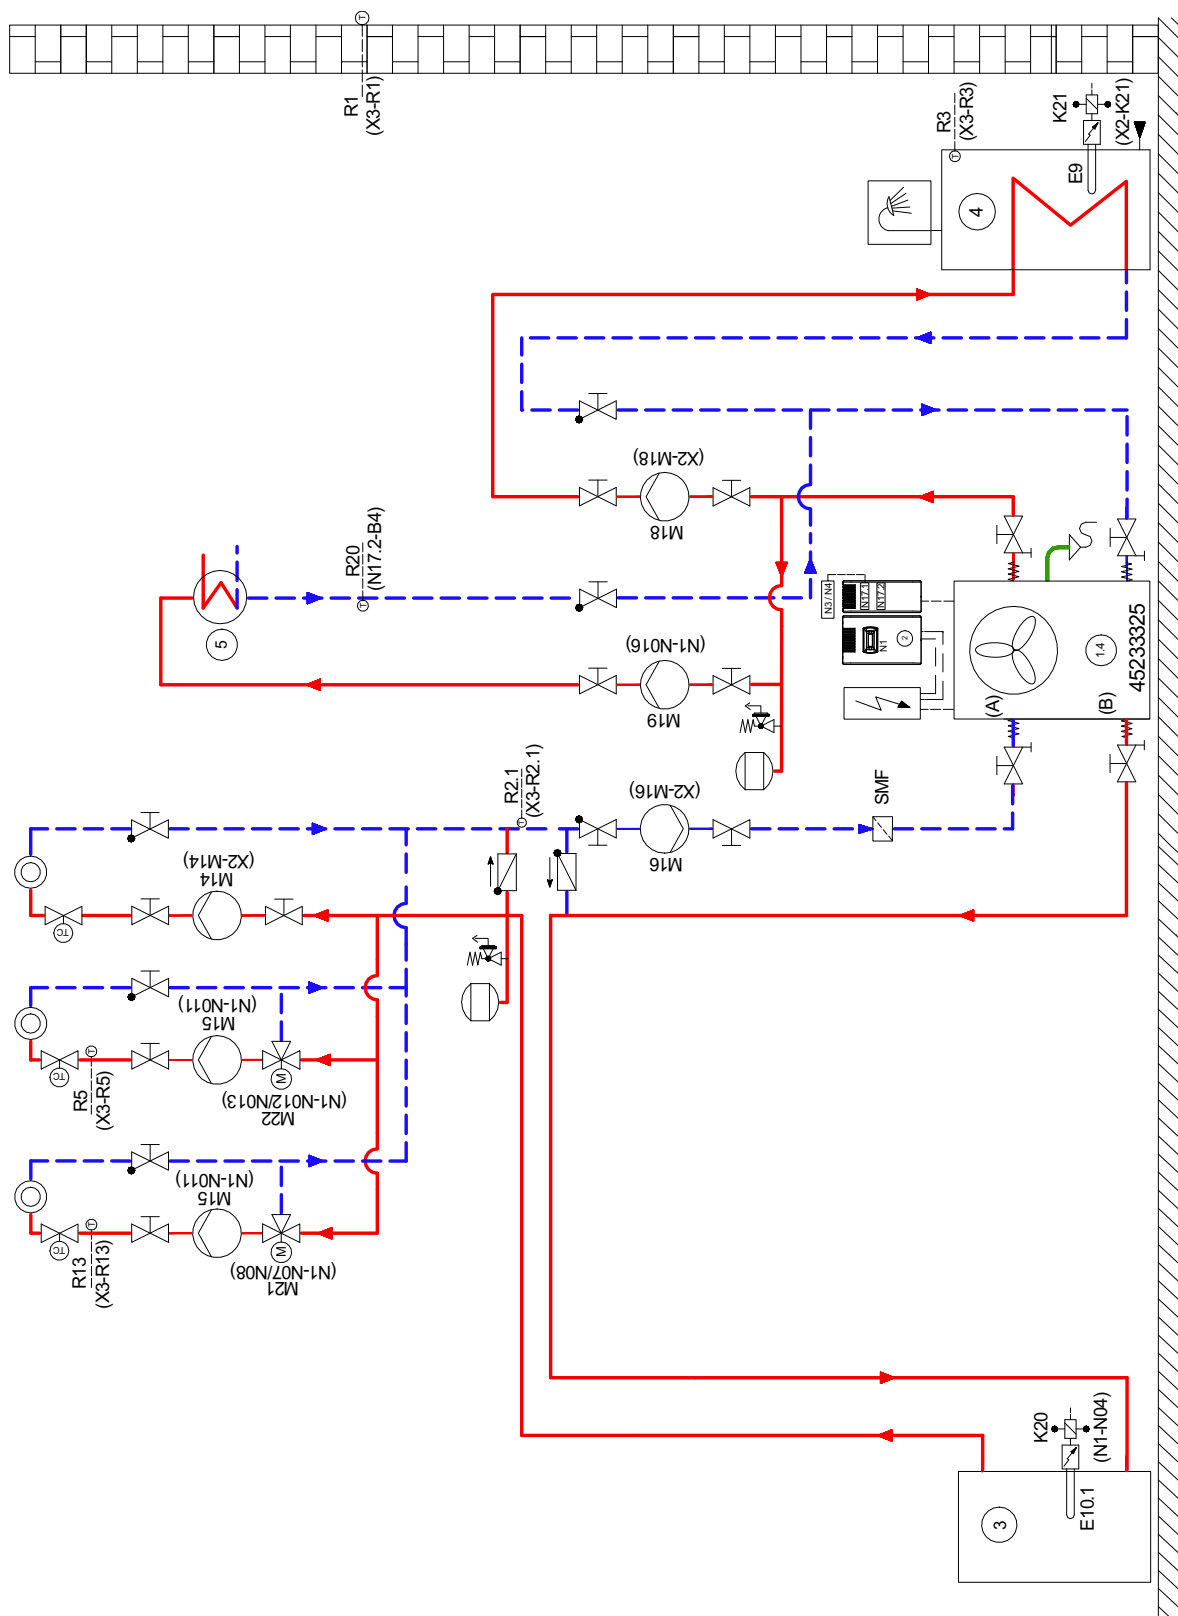 T
R1
(X3-R1)
R3
(X3-R3)
T
K21
(X2-K21)
E9
4
(X2-M18)
M18
R20
(N17.2-B4)
T
5
(N1-N016)
M19
N3 / N4
N17.1
N17.2
N1
2
1.4
45233325
(A)
(B)
R2.1
(X3-R2.1)
T
(X2-M16)
M16
SMF
(X2-M14)
M14
TC
(N1-N011)
M15
TC
T
R5
(X3-R5)
M
M22
(N1-N012/N013)
(N1-N011)
M15
TC
T
R13
(X3-R13)
M
M21
(N1-N07/N08)
K20
(N1-N04)
E10.1
3